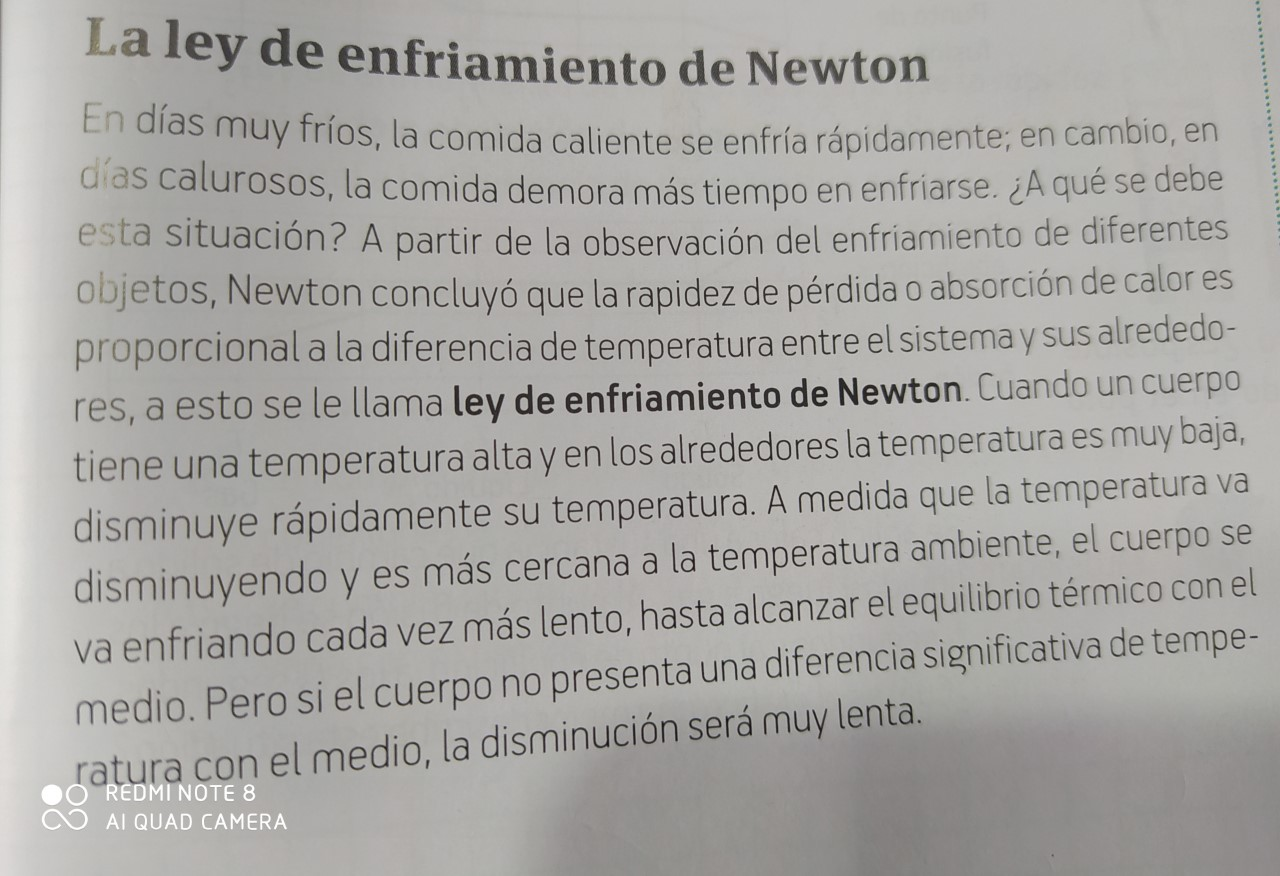 La ley de enfriamiento de Newton
En días muy fríos, la comida caliente se enfría rápidamente; en cambio, en
días calurosos, la comida demora más tiempo en enfriarse. ¿A qué se debe
esta situación? A partir de la observación del enfriamiento de diferentes
objetos, Newton concluyó que la rapidez de pérdida o absorción de calor es
proporcional a la diferencia de temperatura entre el sistema y sus alrededo-
res, a esto se le llama ley de enfriamiento de Newton. Cuando un cuerpo
tiene una temperatura alta y en los alrededores la temperatura es muy baja,
disminuye rápidamente su temperatura. A medida que la temperatura va
disminuyendo y es más cercana a la temperatura ambiente, el cuerpo se
va enfriando cada vez más lento, hasta alcanzar el equilibrio térmico con el
medio. Pero si el cuerpo no presenta una diferencia significativa de tempe-
ratura con el medio, la disminución será muy lenta.
REDMI NOTE 8
AI QUAD CAMERA